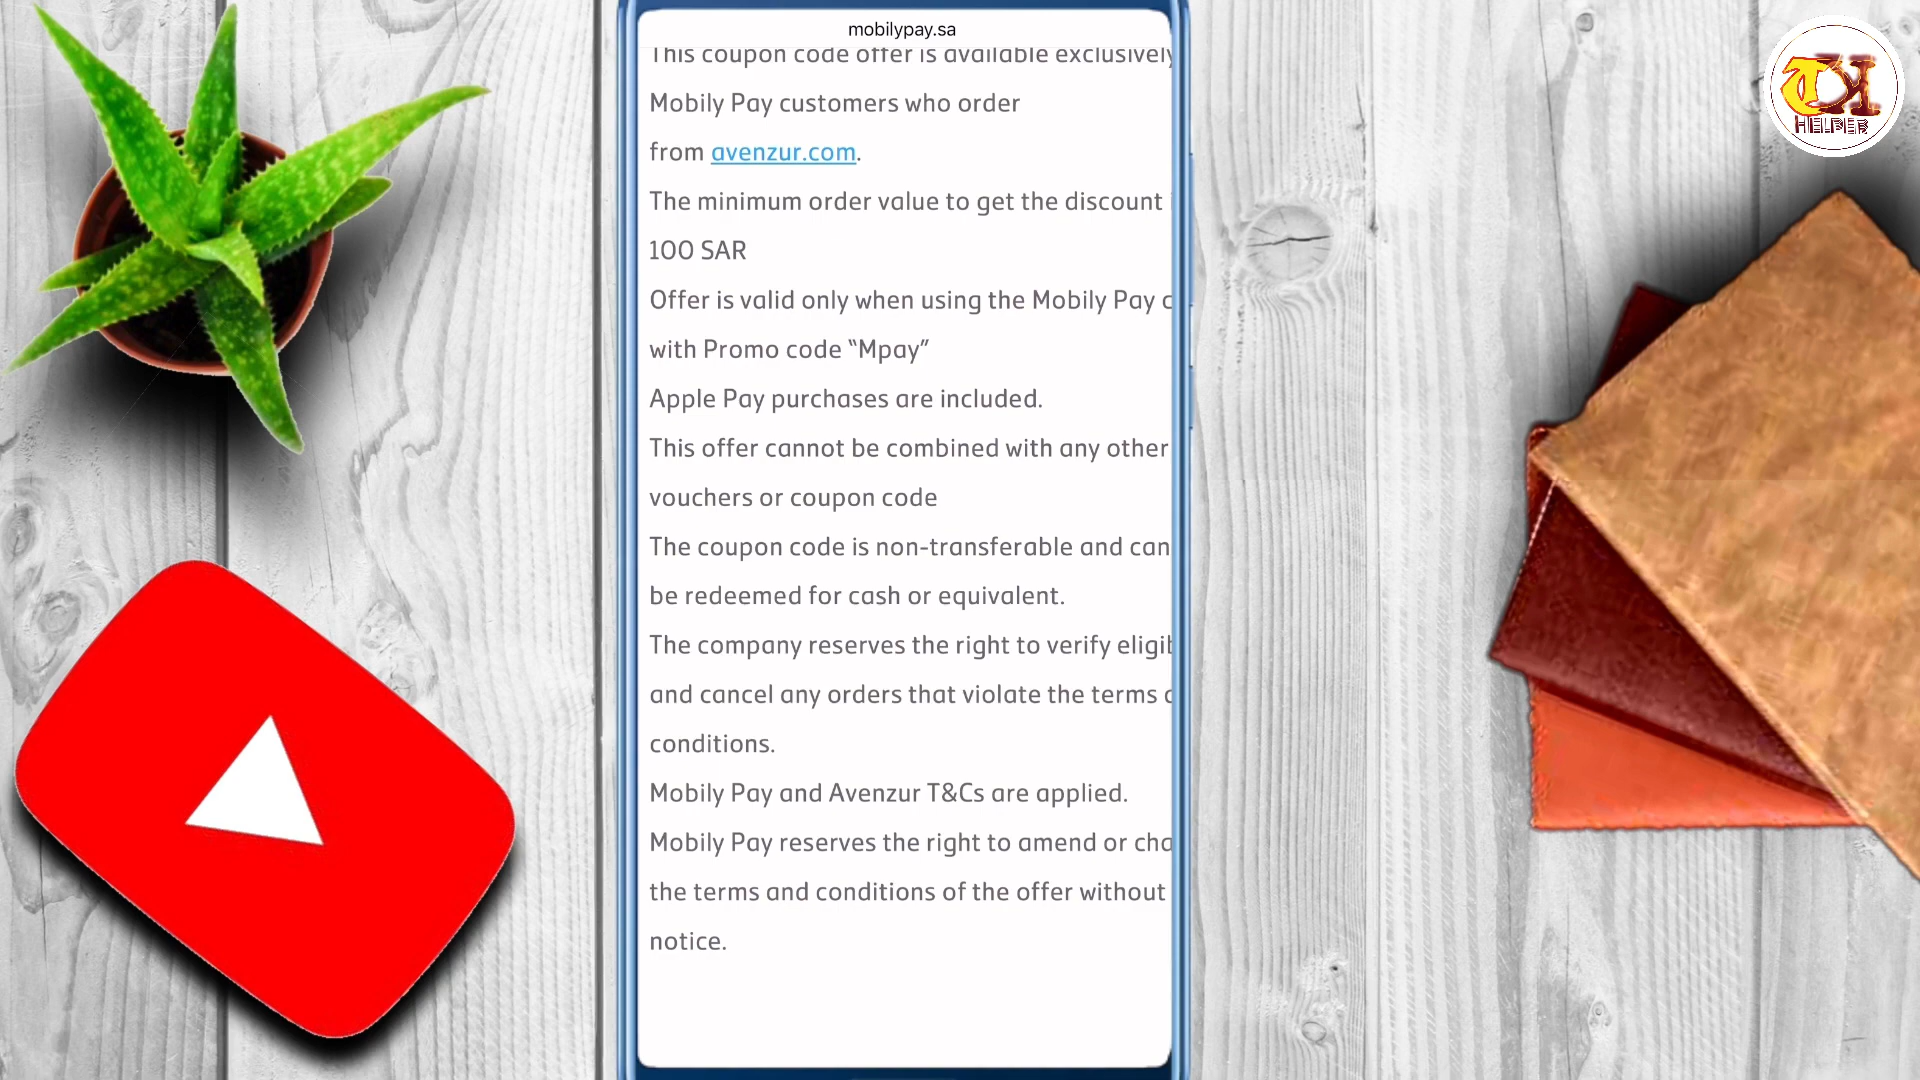 mobilypay.sa
This coupon code offer is available exclusively
Mobily Pay customers who order
from avenzur.com.
The minimum order value to get the discount
100 SAR
Offer is valid only when using the Mobily Pay
with Promo code “Mpay”
Apple Pay purchases are included.
This offer cannot be combined with any other
vouchers or coupon code
The coupon code is non-transferable and can
be redeemed for cash or equivalent.
The company reserves the right to verify
and cancel any orders that violate the terms
conditions.
Mobily Pay and Avenzur T&Cs are applied.
Mobily Pay reserves the right to amend or
the terms and conditions of the offer without
notice.
HELPER